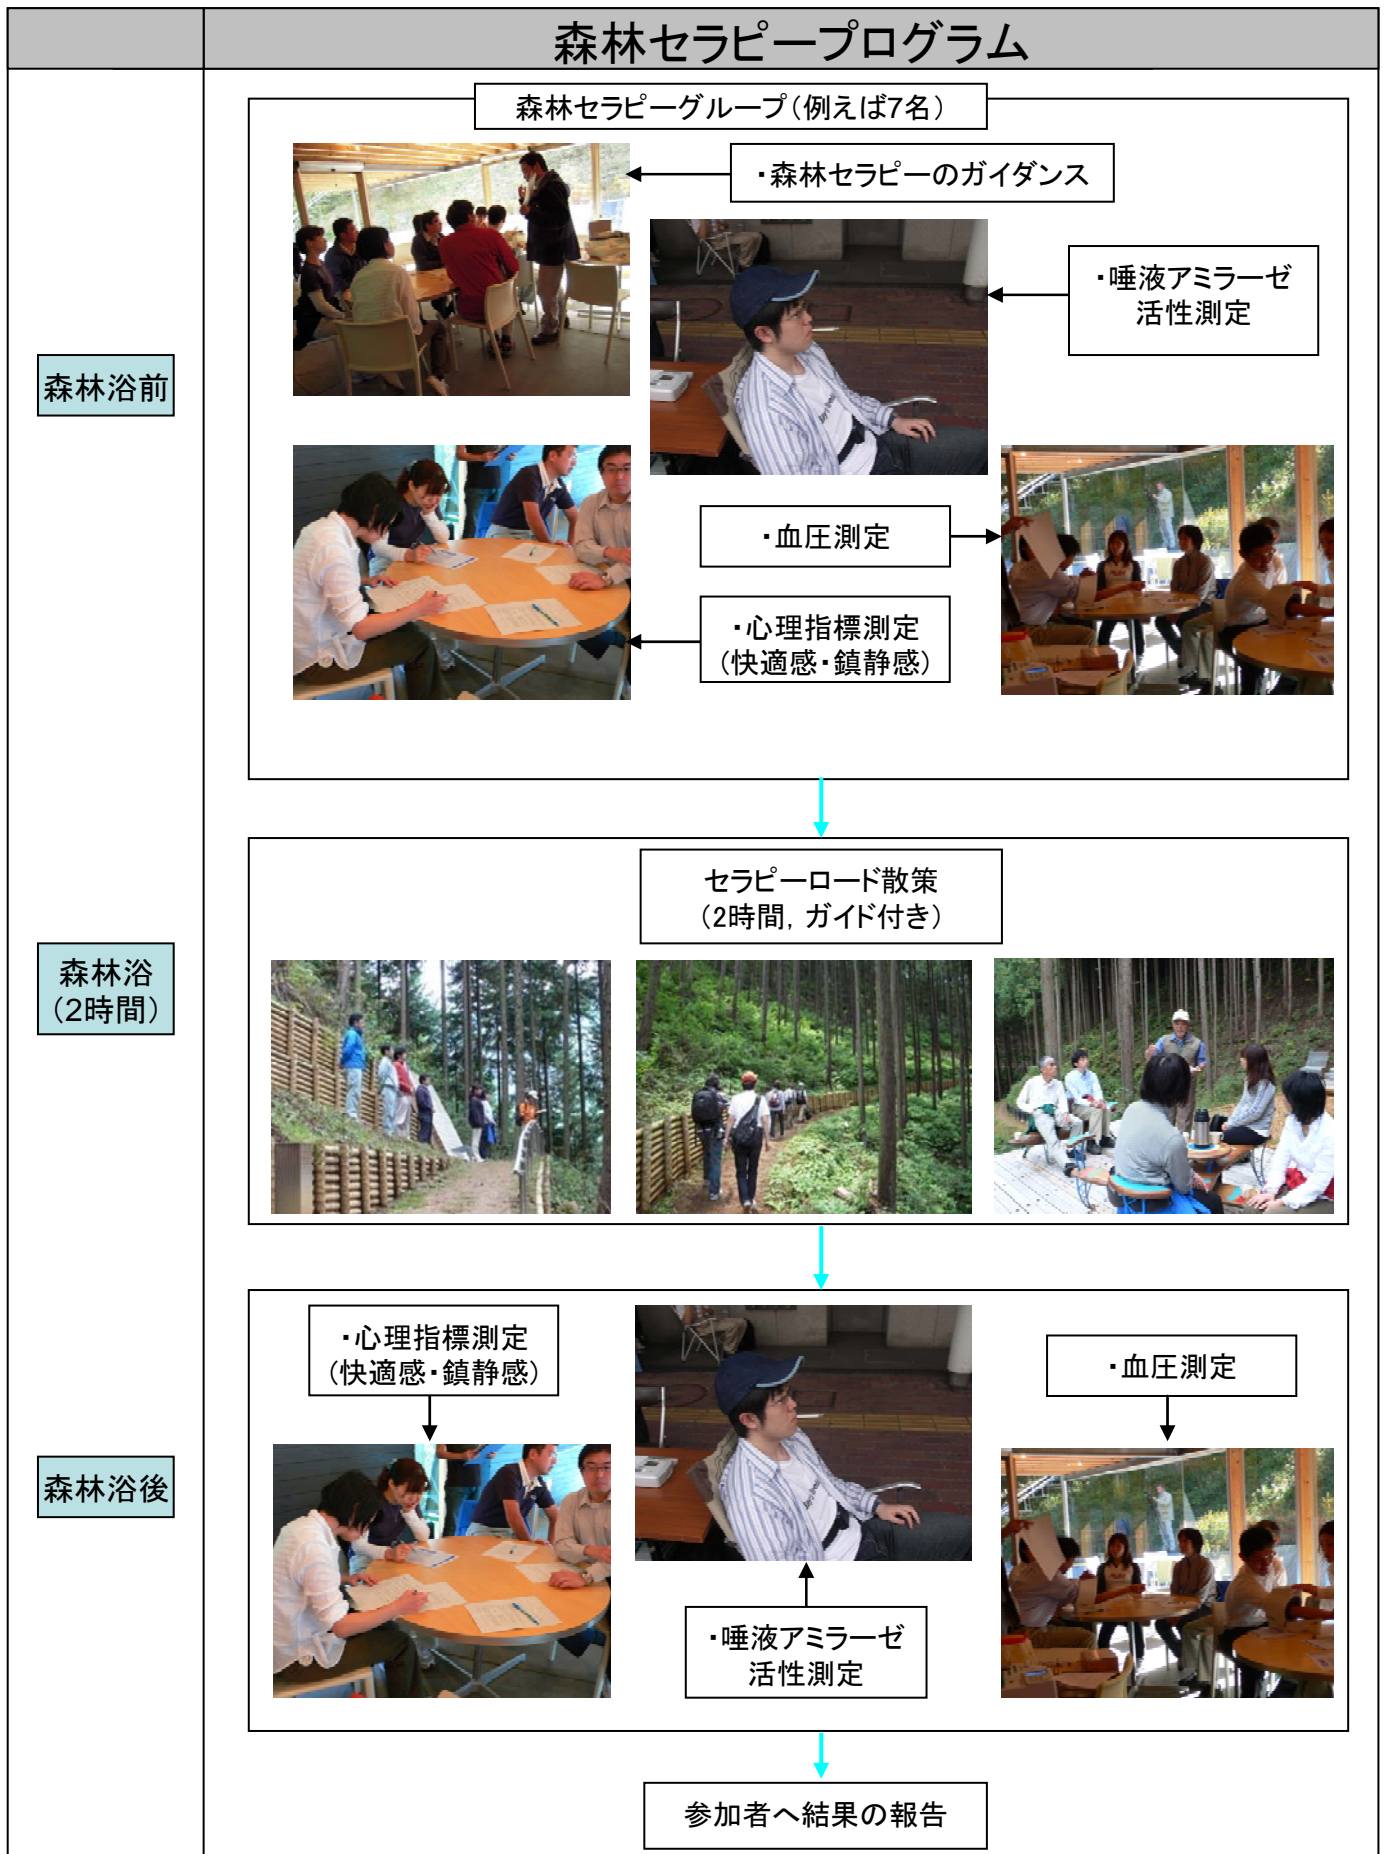 森林セラピープログラム
森林セラピーグループ（例えば7名）
・森林セラピーのガイダンス
・唾液アミラーゼ
活性測定
森林浴前
・血圧測定
・心理指標測定
(快適感・鎮静感)
セラピーロード散策
（2時間, ガイド付き）
森林浴
（2時間）
・心理指標測定
(快適感・鎮静感)
・血圧測定
森林浴後
・唾液アミラーゼ
活性測定
参加者へ結果の報告